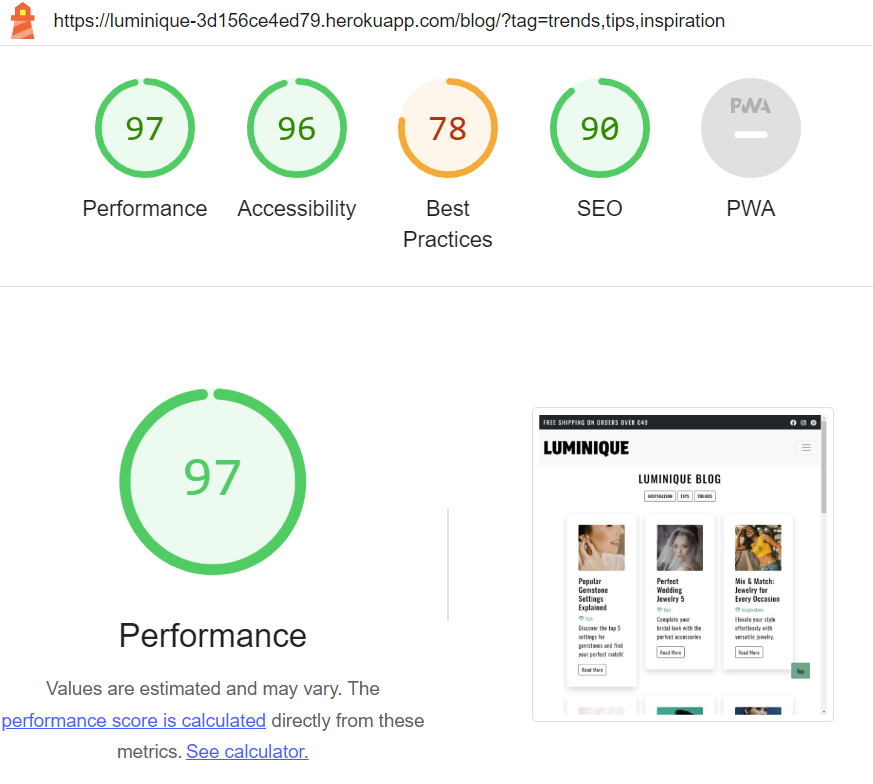 https://luminique-3d156ce4ed79.herokuapp.com/blog/?tag=trends,tips,inspiration
97
96
78
90
PWA
Performance
Accessibility
Best
Practices
SEO
PWA
97
Performance
Values are estimated and may vary. The
performance score is calculated directly from these
metrics. See calculator.
FREE SHIPPING ON ORDERS OVER €49
LUMINIQUE
LUMINIQUE BLOG
INSPIRATION TIPS TRENDS
Popular
Gemstone
Settings
Explained
tips
Discover the top 5
settings for
gemstones and find
your perfect match!
Read More
Perfect
Wedding
Jewelry 5
tips
Complete your
bridal look with the
perfect accessories
Read More
Mix & Match:
Jewelry for
Every Occasion
inspiration
Elevate your style
effortlessly with
versatile jewelry.
Read More
Top